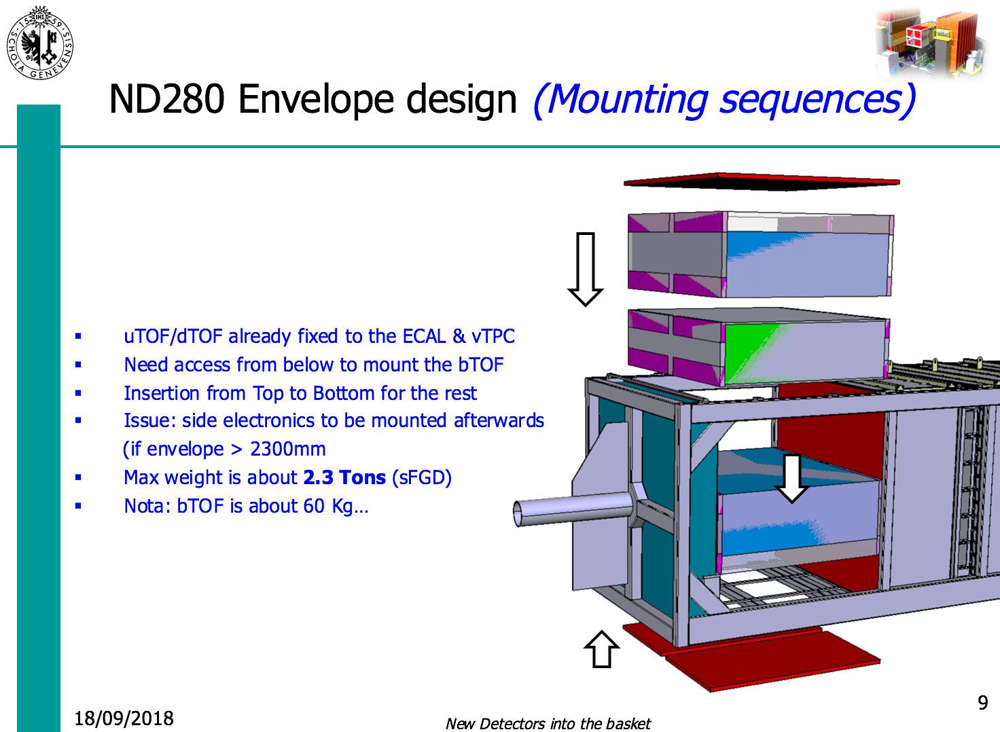 SCHOLA GENEVENSIS
15 59
IHS
ND280 Envelope design (Mounting sequences)
▪ uTOF/dTOF already fixed to the ECAL & vTPC
▪ Need access from below to mount the bTOF
▪ Insertion from Top to Bottom for the rest
▪ Issue: side electronics to be mounted afterwards
(if envelope > 2300mm
▪ Max weight is about 2.3 Tons (sFGD)
▪ Nota: bTOF is about 60 Kg...
18/09/2018
New Detectors into the basket
9